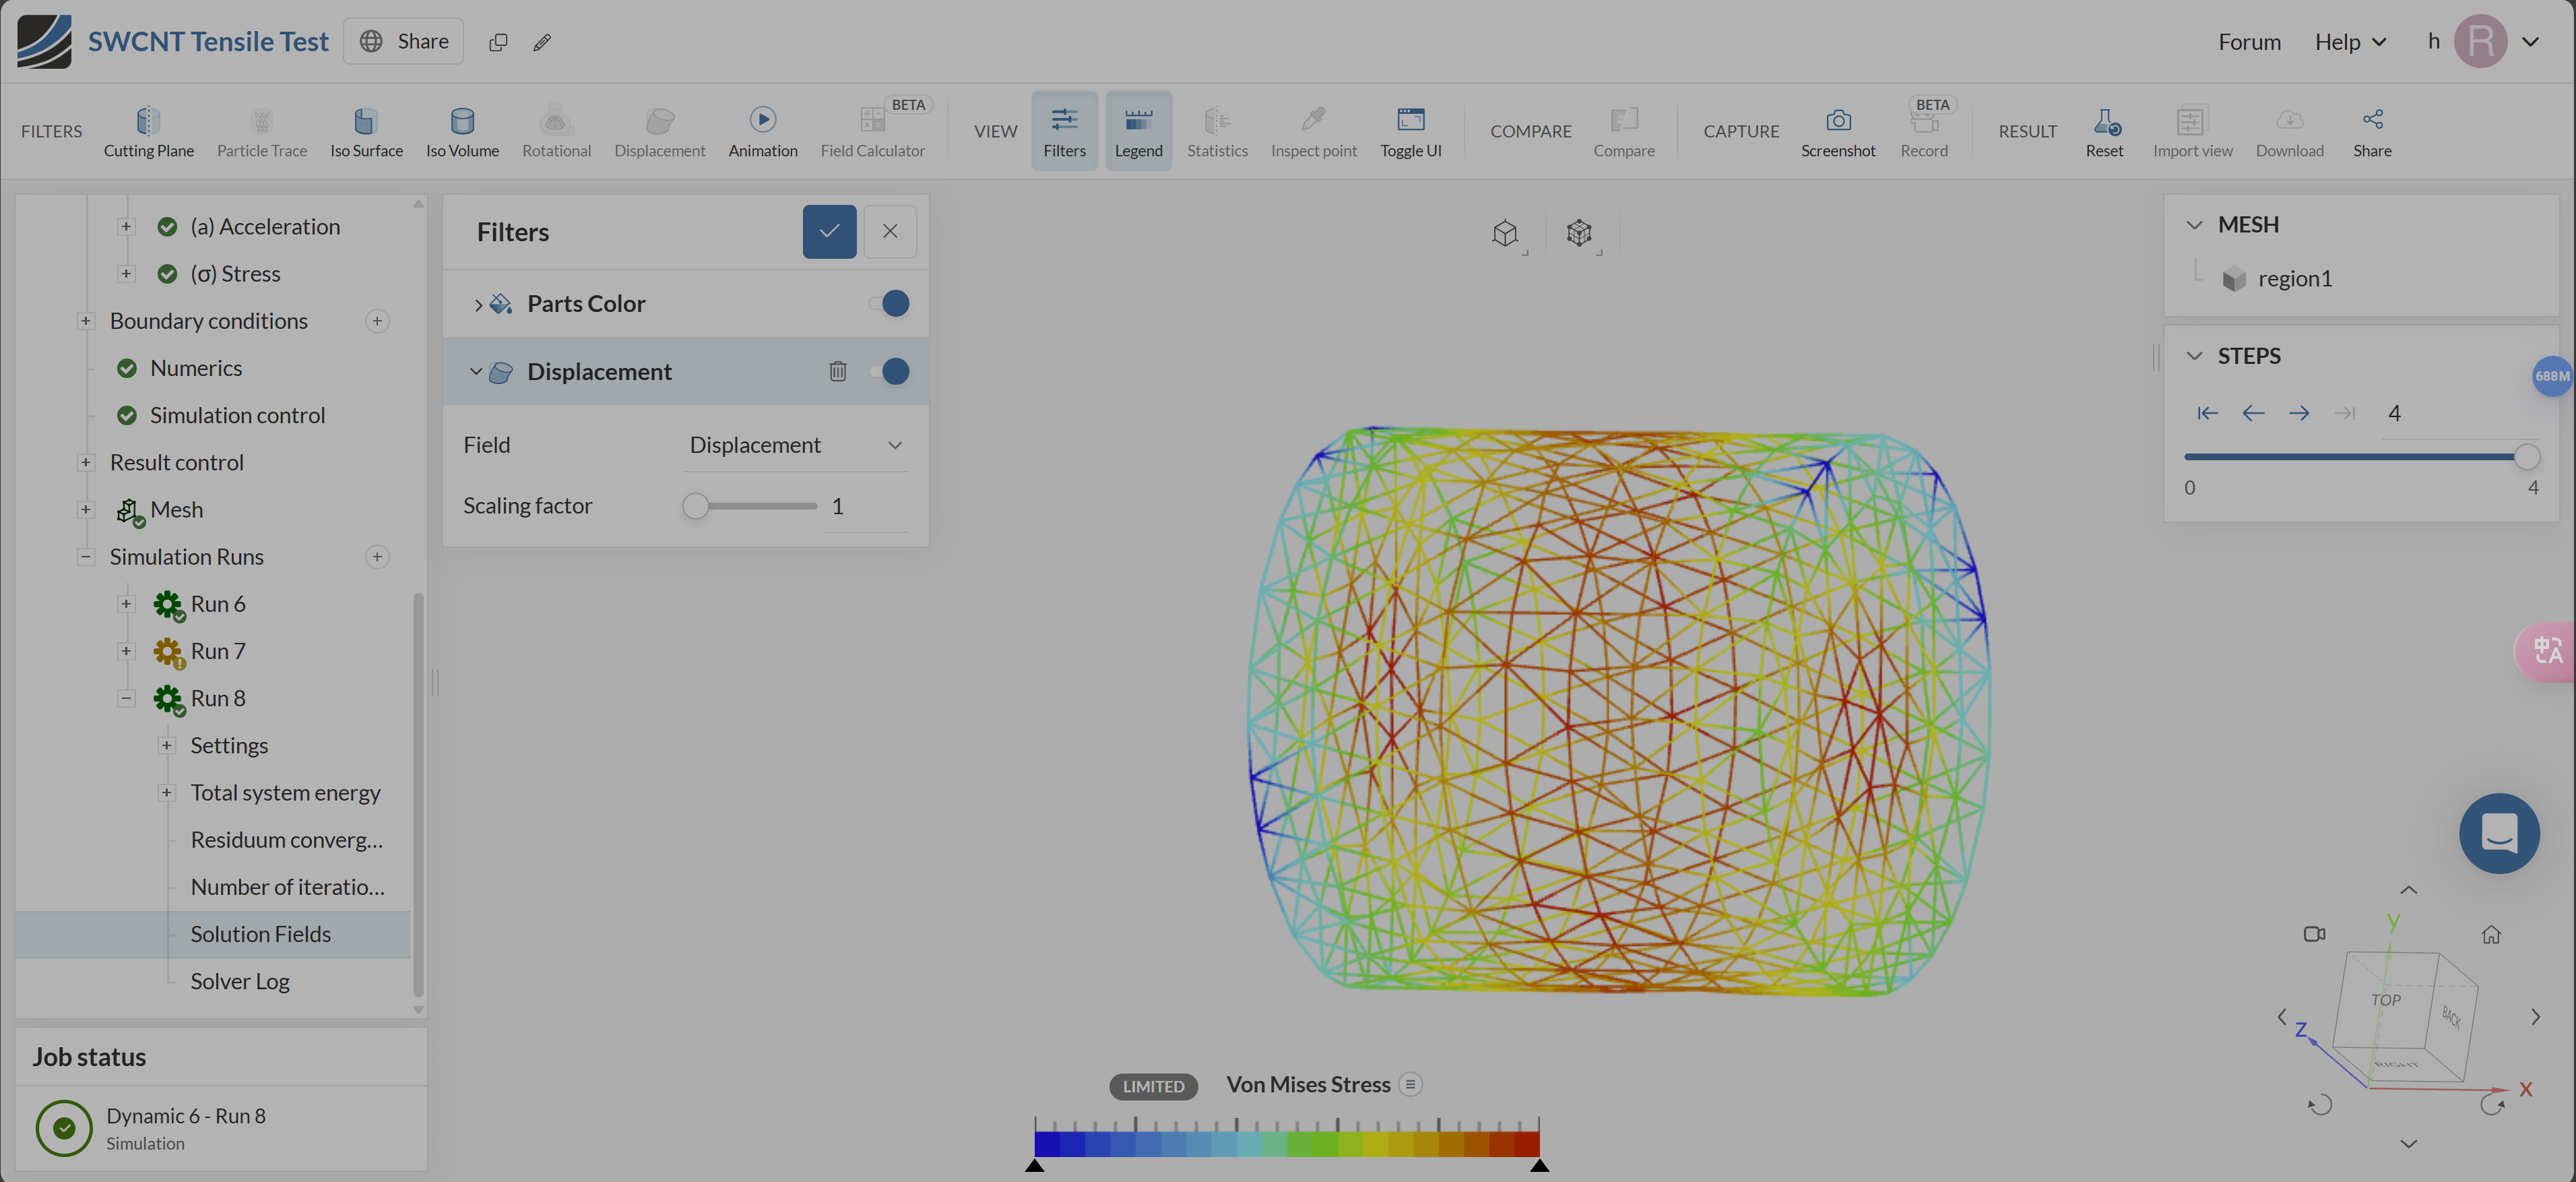 SWCNT Tensile Test
Share
Forum
Help
h
R
FILTERS
Cutting Plane
Particle Trace
Iso Surface
Iso Volume
Rotational
Displacement
Animation
BETA
Field Calculator
VIEW
Filters
Legend
Statistics
Inspect point
Toggle UI
COMPARE
Compare
CAPTURE
Screenshot
BETA
Record
RESULT
Reset
Import view
Download
Share
(a) Acceleration
(σ) Stress
Boundary conditions
Numerics
Simulation control
Result control
Mesh
Simulation Runs
Run 6
Run 7
Run 8
Settings
Total system energy
Residuum converg...
Number of iteratio...
Solution Fields
Solver Log
Job status
Dynamic 6 - Run 8
Simulation
Filters
Parts Color
Displacement
Field
Displacement
Scaling factor
1
MESH
region1
STEPS
4
0
4
688M
中A
LIMITED
Von Mises Stress
y
TOP
BACK
RIGHT
Z
X